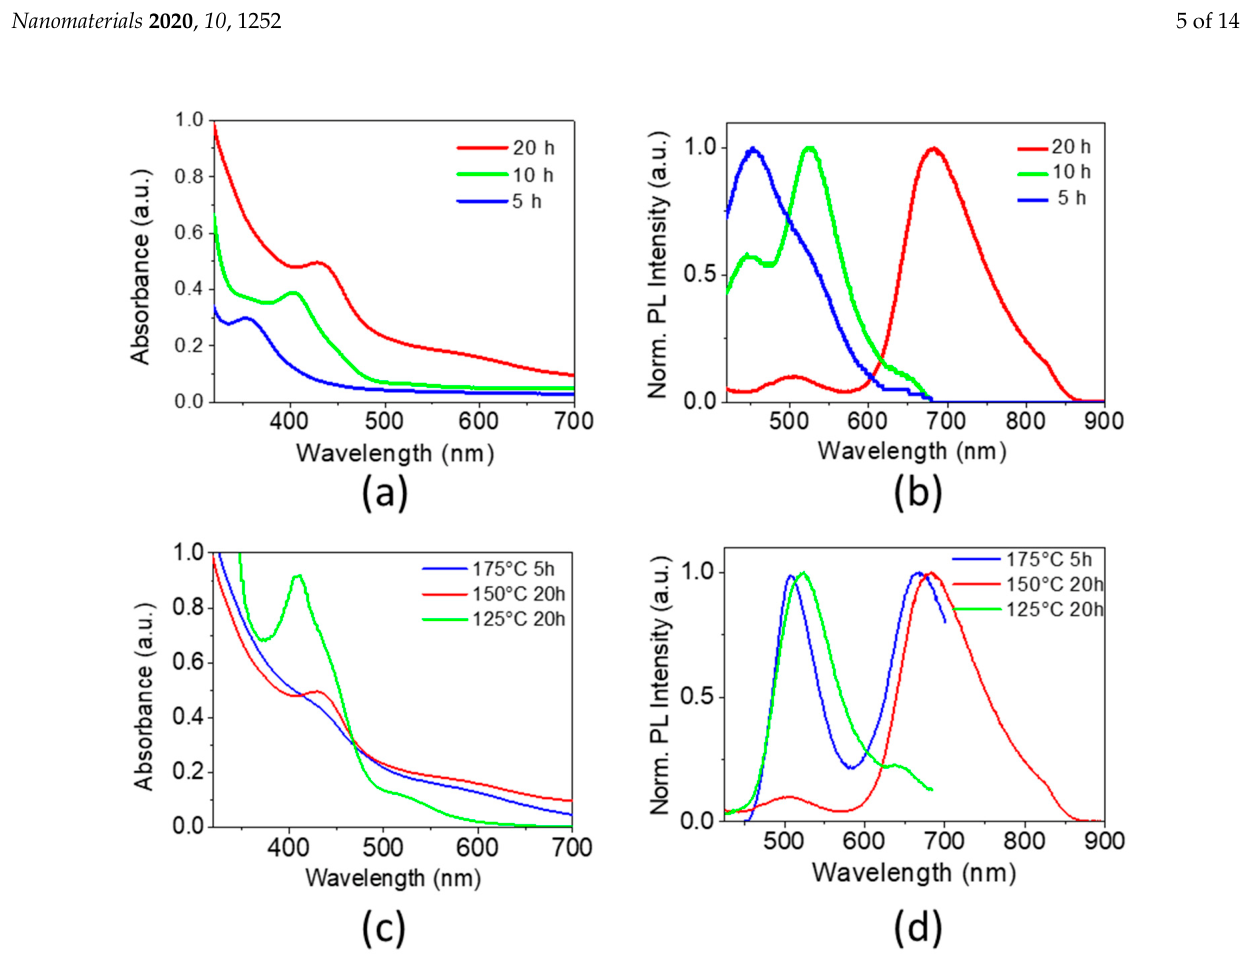 Nanomaterials 2020, 10, 1252 5 of 14
1.0
0.8
0.6
0.4
0.2
0.0
Absorbance (a.u.)
20 h
10 h
5 h
400 500 600 700
Wavelength (nm)
(a)
1.0
0.5
0.0
Norm. PL Intensity (a.u.)
20 h
10 h
5 h
500 600 700 800 900
Wavelength (nm)
(b)
1.0
0.8
0.6
0.4
0.2
0.0
Absorbance (a.u.)
175°C 5h
150°C 20h
125°C 20h
400 500 600 700
Wavelength (nm)
(c)
1.0
0.5
0.0
Norm. PL Intensity (a.u.)
175°C 5h
150°C 20h
125°C 20h
500 600 700 800 900
Wavelength (nm)
(d)